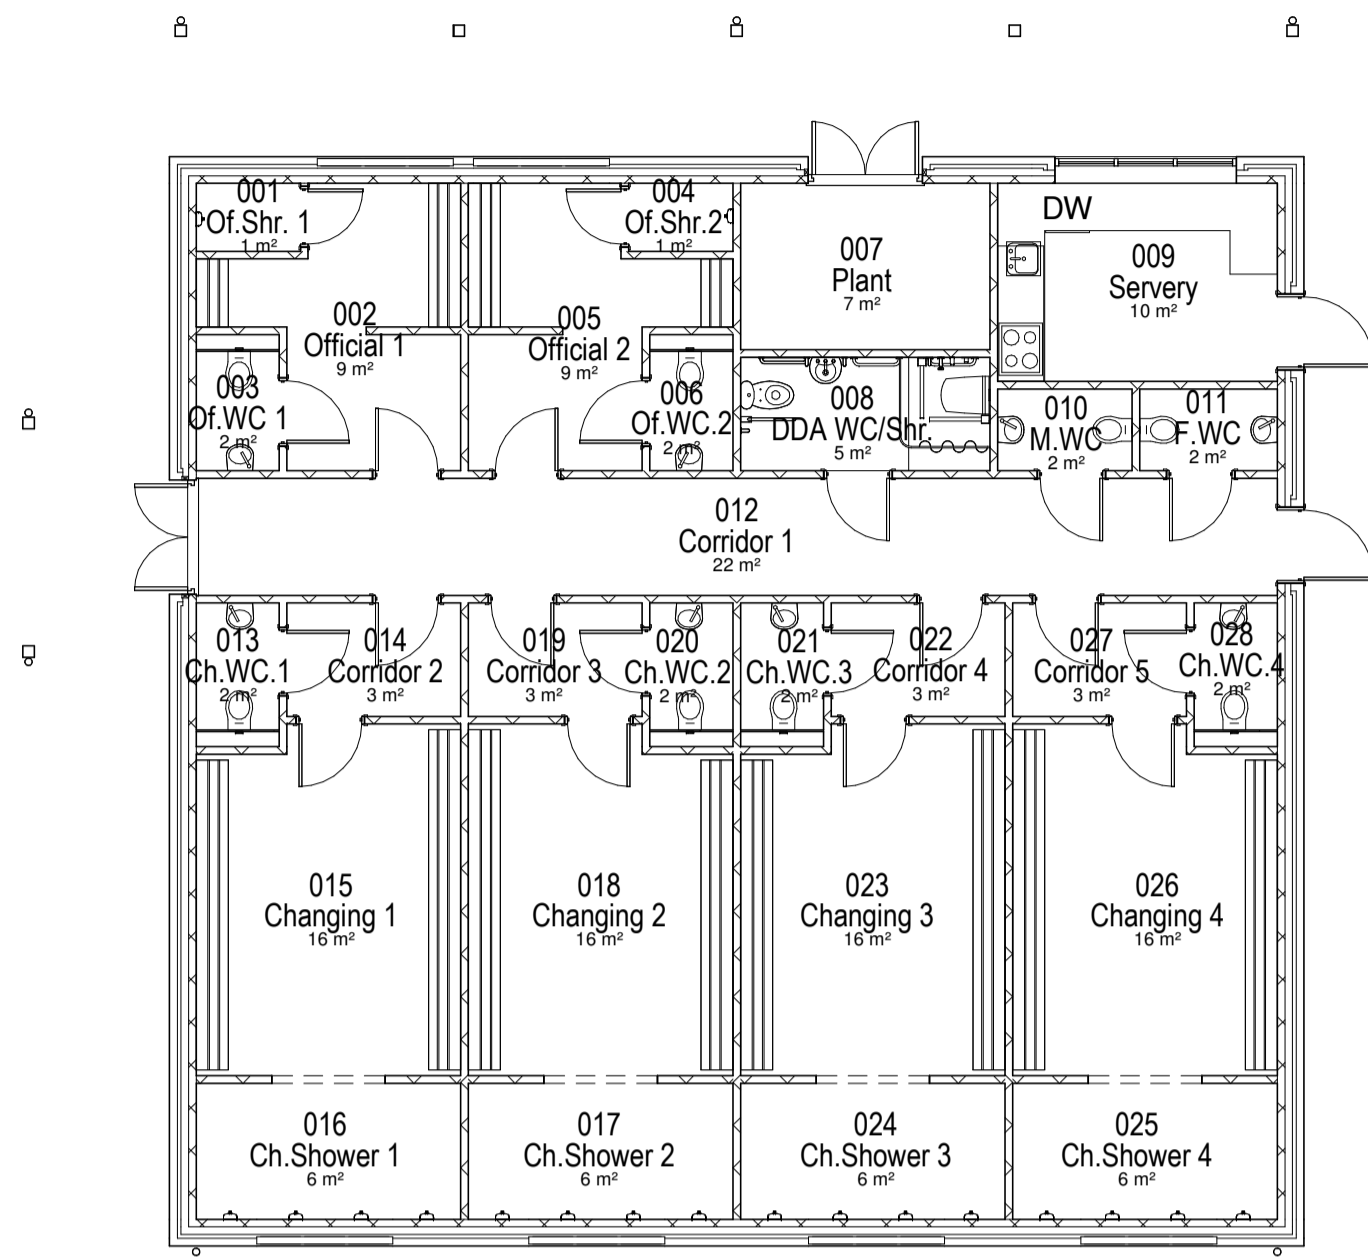 001
Of.Shr. 1
1 m²
004
Of.Shr.2
1 m²
DW
007
Plant
7 m²
009
Servery
10 m²
002
Official 1
9 m²
005
Official 2
9 m²
003
Of.WC 1
2 m²
006
Of.WC.2
2 m²
008
DDA WC/Shr.
5 m²
010
M.WC
2 m²
011
F.WC
2 m²
012
Corridor 1
22 m²
013
Ch.WC.1
2 m²
014
Corridor 2
3 m²
019
Corridor 3
3 m²
020
Ch.WC.2
2 m²
021
Ch.WC.3
2 m²
022
Corridor 4
3 m²
027
Corridor 5
3 m²
028
Ch.WC.4
2 m²
015
Changing 1
16 m²
018
Changing 2
16 m²
023
Changing 3
16 m²
026
Changing 4
16 m²
016
Ch.Shower 1
6 m²
017
Ch.Shower 2
6 m²
024
Ch.Shower 3
6 m²
025
Ch.Shower 4
6 m²